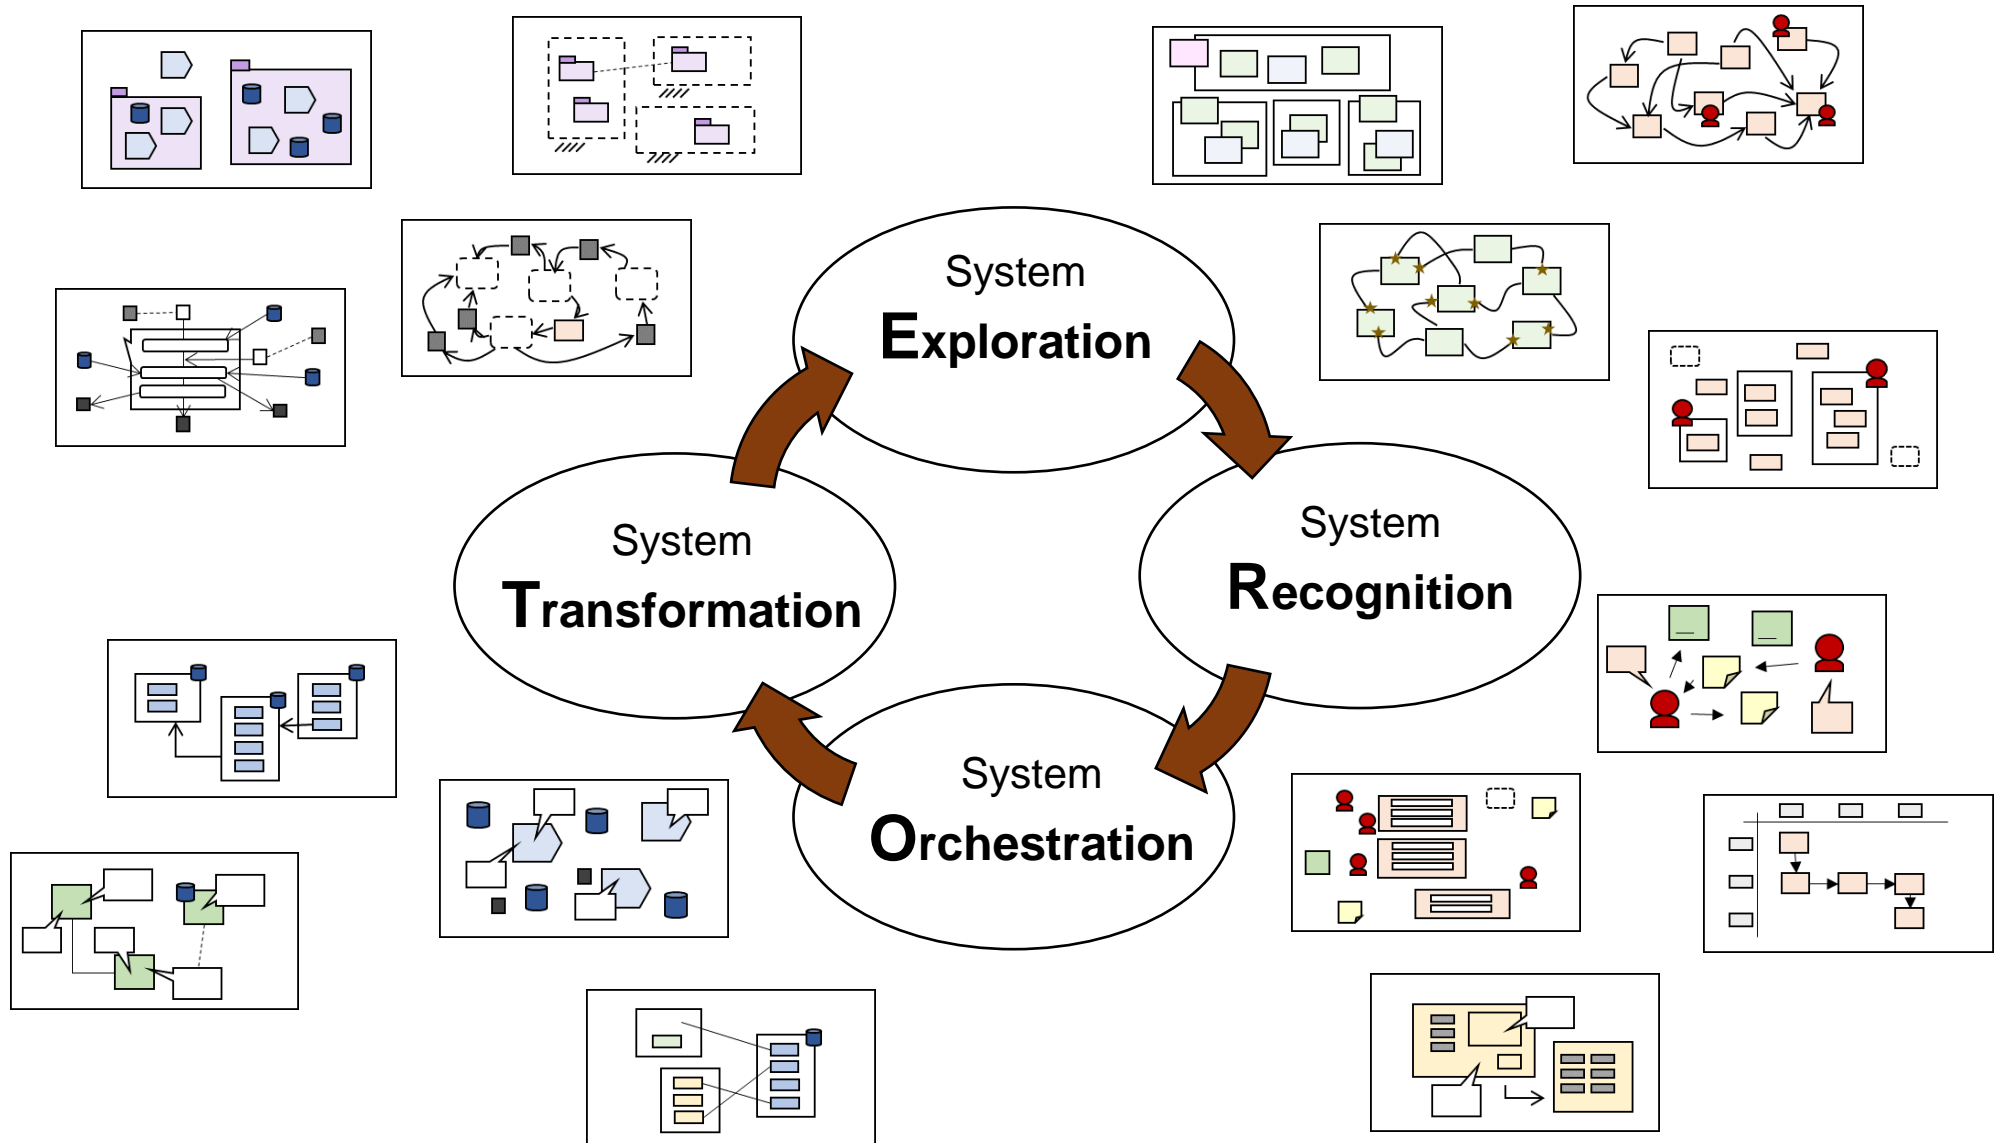 System
Exploration
System
Recognition
System
Orchestration
System
Transformation